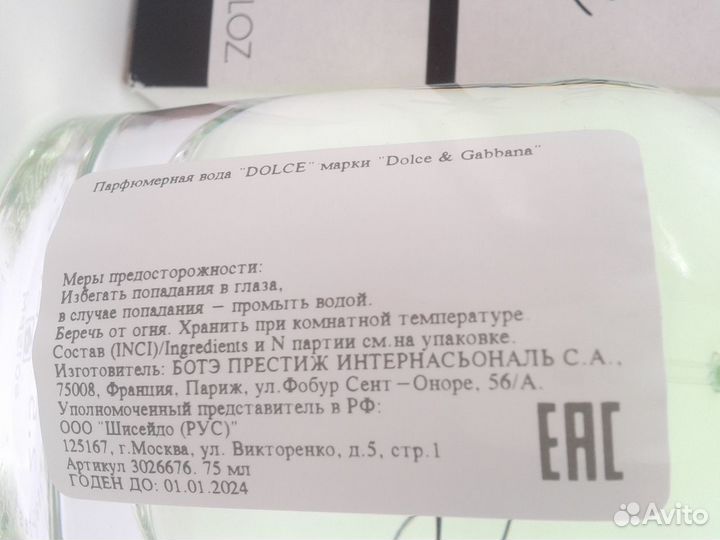 ZOT
Парфюмерная вода "DOLCE" марки "Dolce & Gabbana"
Меры предосторожности:
Избегать попадания в глаза,
в случае попадания – промыть водой.
Беречь от огня. Хранить при комнатной температуре.
Состав (INCI)/Ingredients и N партии см.на упаковке.
Изготовитель: БОТЭ ПРЕСТИЖ ИНТЕРНАСЬОНАЛЬ С.А.,
75008, Франция, Париж, ул.Фобур Сент–Оноре, 56/А.
Уполномоченный представитель в РФ:
ООО "Шисейдо (РУС)"
125167, г.Москва, ул. Викторенко, д.5, стр.1
Артикул 3026676. 75 мл
ГОДЕН ДО: 01.01.2024
EAC
Avito